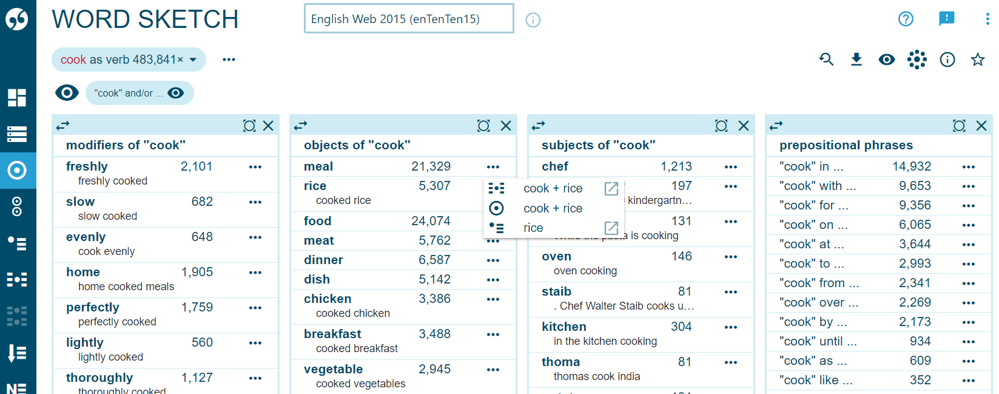 WORD SKETCH
English Web 2015 (enTenTen15)
cook as verb 483,841×
"cook" and/or ...
modifiers of "cook"
freshly 2,101
freshly cooked
slow 682
slow cooked
evenly 648
cook evenly
home 1,905
home cooked meals
perfectly 1,759
perfectly cooked
lightly 560
lightly cooked
thoroughly 1,127
thoroughly cooked
objects of "cook"
meal 21,329
rice 5,307
cooked rice
food 24,074
meat 5,762
dinner 6,587
dish 5,142
chicken 3,386
cooked chicken
breakfast 3,488
cooked breakfast
vegetable 2,945
cooked vegetables
cook + rice
cook + rice
rice
subjects of "cook"
chef 1,213
197
kindergartn...
131
While the pasta is cooking
oven 146
oven cooking
staib 81
. Chef Walter Staib cooks u...
kitchen 304
in the kitchen cooking
thoma 81
thomas cook india
prepositional phrases
"cook" in ... 14,932
"cook" with ... 9,653
"cook" for ... 9,356
"cook" on ... 6,065
"cook" at ... 3,644
"cook" to ... 2,993
"cook" from ... 2,341
"cook" over ... 2,269
"cook" by ... 2,173
"cook" until ... 934
"cook" as ... 609
"cook" like ... 352